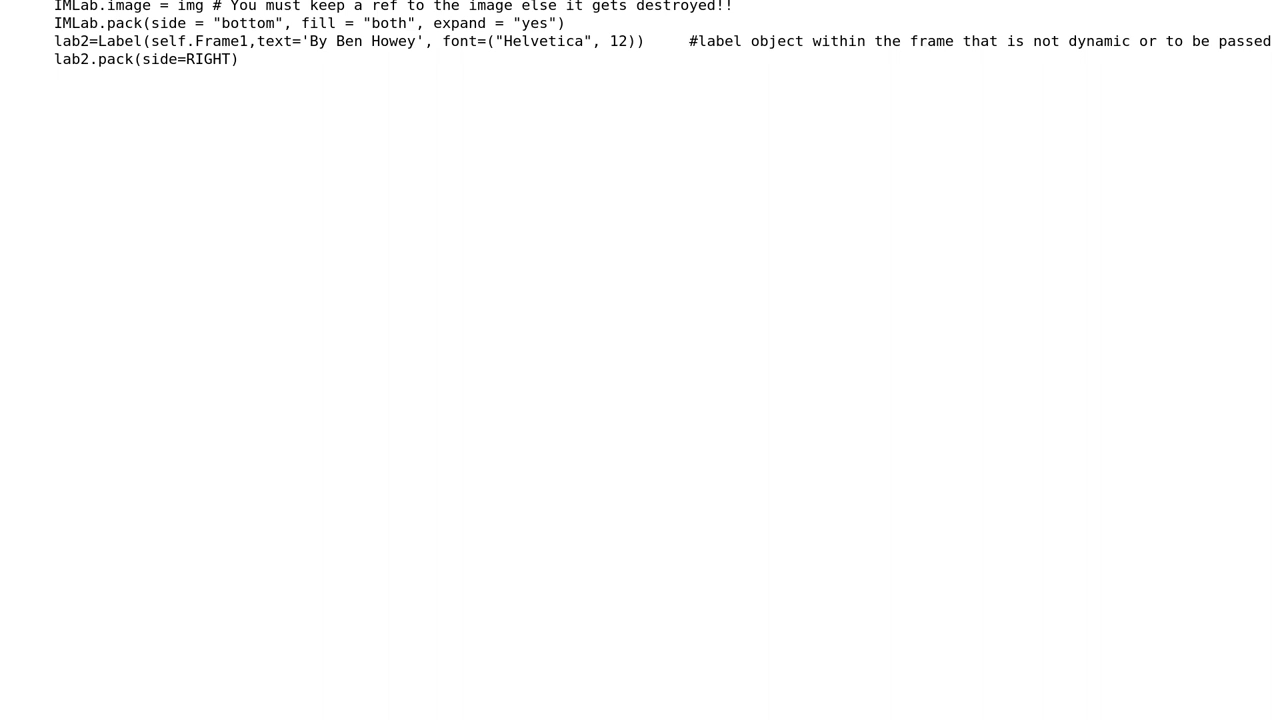 IMLab.image = img # You must keep a ref to the image else it gets destroyed!!
IMLab.pack(side = "bottom", fill = "both", expand = "yes")
lab2=Label(self.Frame1,text='By Ben Howey', font=("Helvetica", 12))     #label object within the frame that is not dynamic or to be passed
lab2.pack(side=RIGHT)